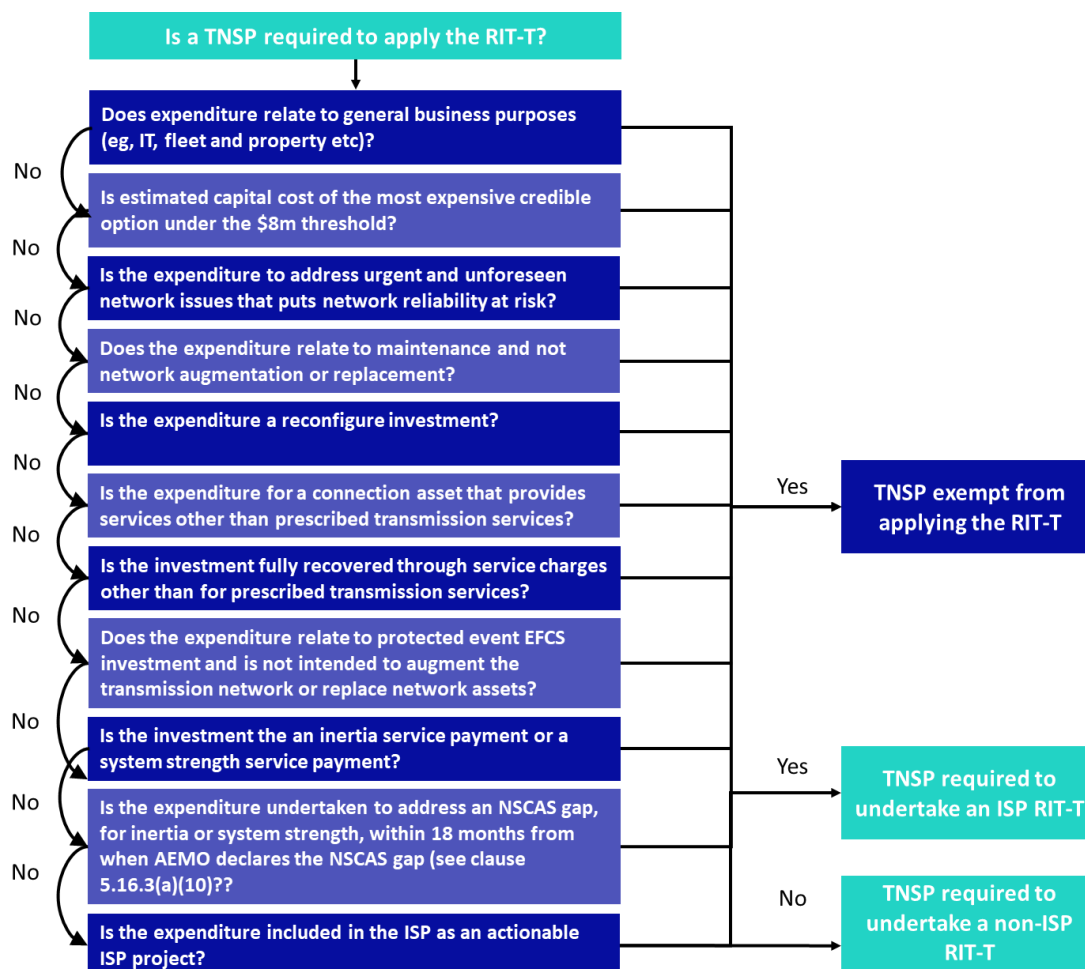 Is a TNSP required to apply the RIT-T?
Does expenditure relate to general business purposes
(eg, IT, fleet and property etc)?
No
Is estimated capital cost of the most expensive credible
option under the $8m threshold?
No
Is the expenditure to address urgent and unforeseen
network issues that puts network reliability at risk?
No
Does the expenditure relate to maintenance and not
network augmentation or replacement?
No
Is the expenditure a reconfigure investment?
No
Is the expenditure for a connection asset that provides
services other than prescribed transmission services?
No
Is the investment fully recovered through service charges
other than for prescribed transmission services?
No
Does the expenditure relate to protected event EFCS
investment and is not intended to augment the
transmission network or replace network assets?
No
Is the investment the an inertia service payment or a
system strength service payment?
No
Is the expenditure undertaken to address an NSCAS gap,
for inertia or system strength, within 18 months from
when AEMO declares the NSCAS gap (see clause
5.16.3(a)(10)??
No
Is the expenditure included in the ISP as an actionable
ISP project?
Yes
TNSP exempt from
applying the RIT-T
Yes
TNSP required to
undertake an ISP RIT-T
No
TNSP required to
undertake a non-ISP
RIT-T